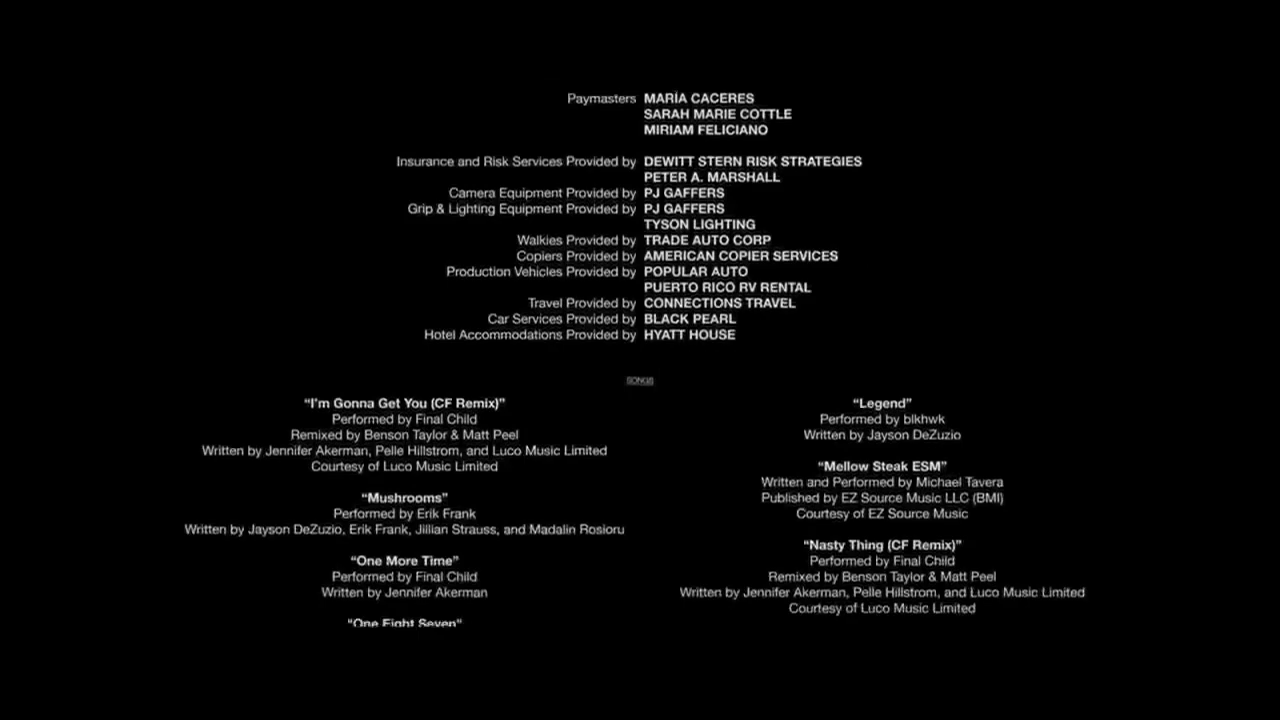 Paymasters MARÍA CACERES
SARAH MARIE COTTLE
MIRIAM FELICIANO
Insurance and Risk Services Provided by DEWITT STERN RISK STRATEGIES
PETER A. MARSHALL
Camera Equipment Provided by PJ GAFFERS
Grip & Lighting Equipment Provided by PJ GAFFERS
TYSON LIGHTING
Walkies Provided by TRADE AUTO CORP
Copiers Provided by AMERICAN COPIER SERVICES
Production Vehicles Provided by POPULAR AUTO
PUERTO RICO RV RENTAL
Travel Provided by CONNECTIONS TRAVEL
Car Services Provided by BLACK PEARL
Hotel Accommodations Provided by HYATT HOUSE
SONGS
“I'm Gonna Get You (CF Remix)”
Performed by Final Child
Remixed by Benson Taylor & Matt Peel
Written by Jennifer Akerman, Pelle Hillstrom, and Luco Music Limited
Courtesy of Luco Music Limited
“Mushrooms”
Performed by Erik Frank
Written by Jayson DeZuzio, Erik Frank, Jillian Strauss, and Madalin Rosioru
“One More Time”
Performed by Final Child
Written by Jennifer Akerman
“One Eight Seven”
“Legend”
Performed by blkhwk
Written by Jayson DeZuzio
“Mellow Steak ESM”
Written and Performed by Michael Tavera
Published by EZ Source Music LLC (BMI)
Courtesy of EZ Source Music
“Nasty Thing (CF Remix)”
Performed by Final Child
Remixed by Benson Taylor & Matt Peel
Written by Jennifer Akerman, Pelle Hillstrom, and Luco Music Limited
Courtesy of Luco Music Limited